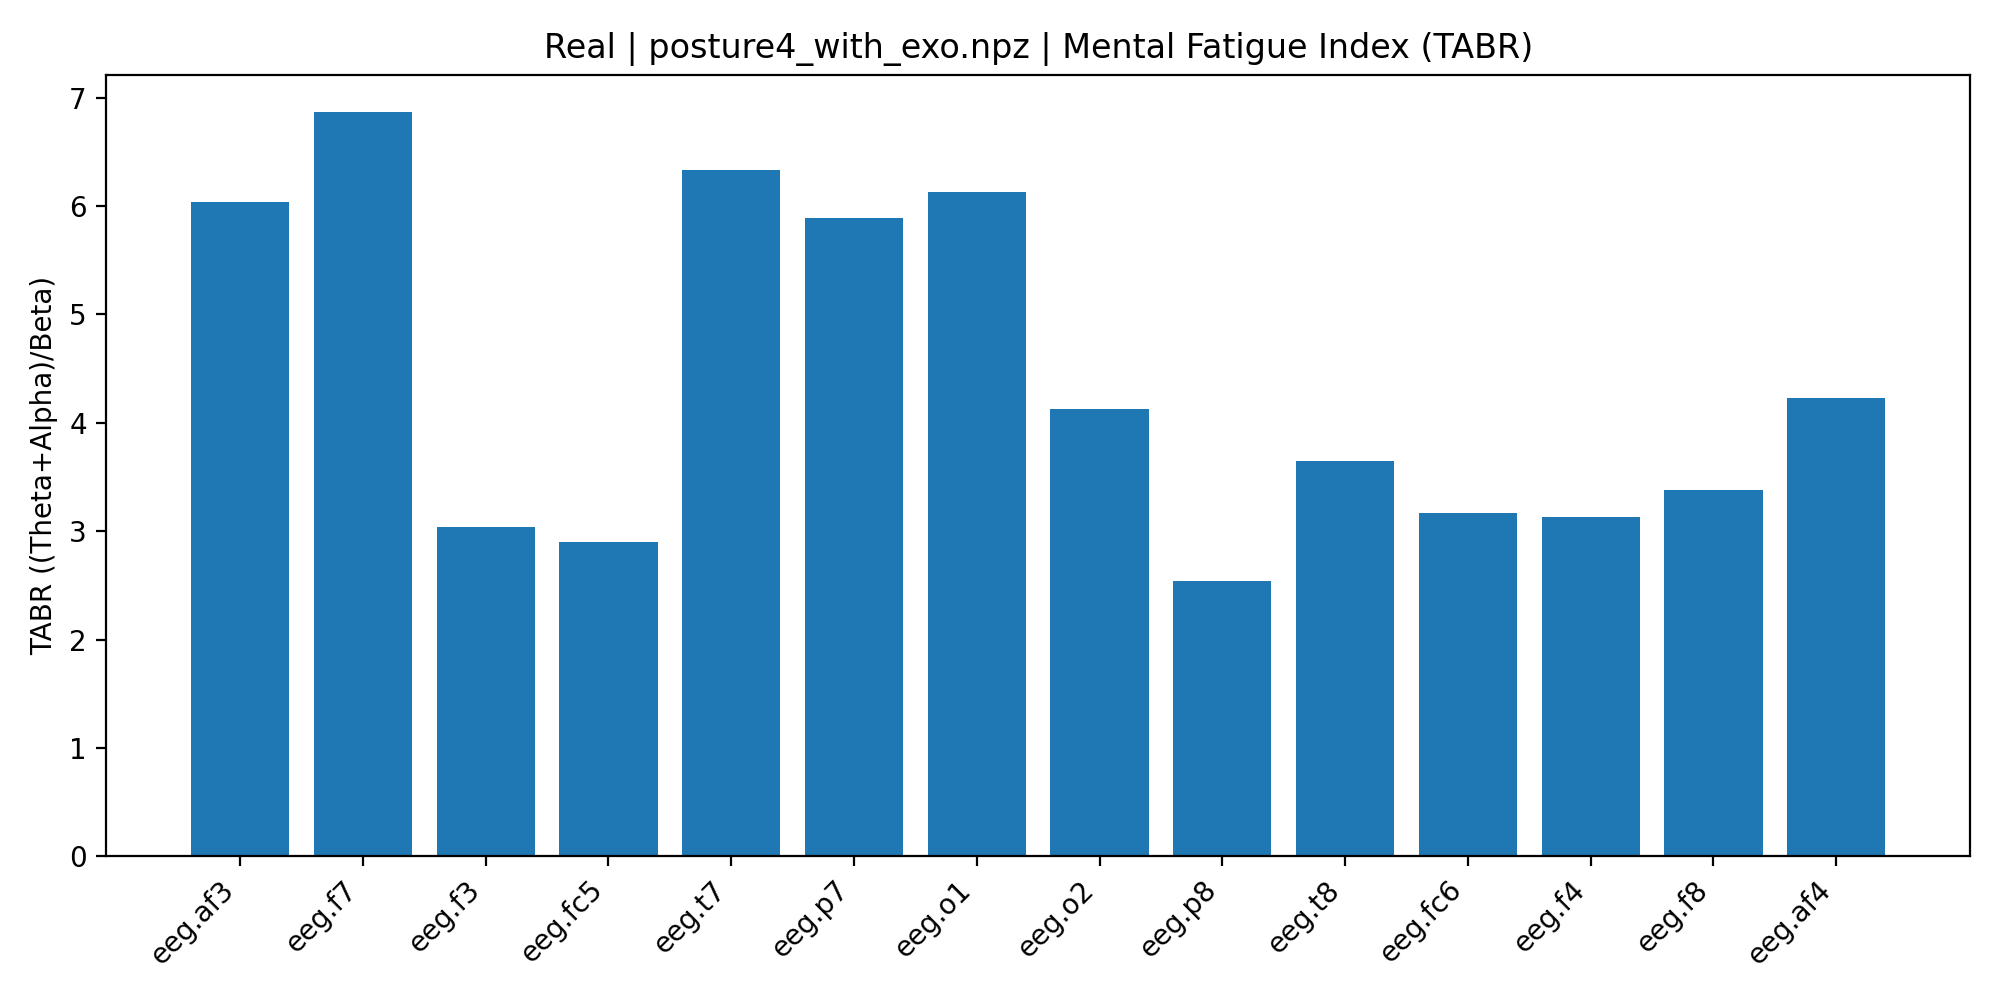 Real | posture4_with_exo.npz | Mental Fatigue Index (TABR)
TABR ((Theta+Alpha)/Beta)
7
6
5
4
3
2
1
0
eeg.af3
eeg.f7
eeg.f3
eeg.fc5
eeg.t7
eeg.p7
eeg.o1
eeg.o2
eeg.p8
eeg.t8
eeg.fc6
eeg.f4
eeg.f8
eeg.af4